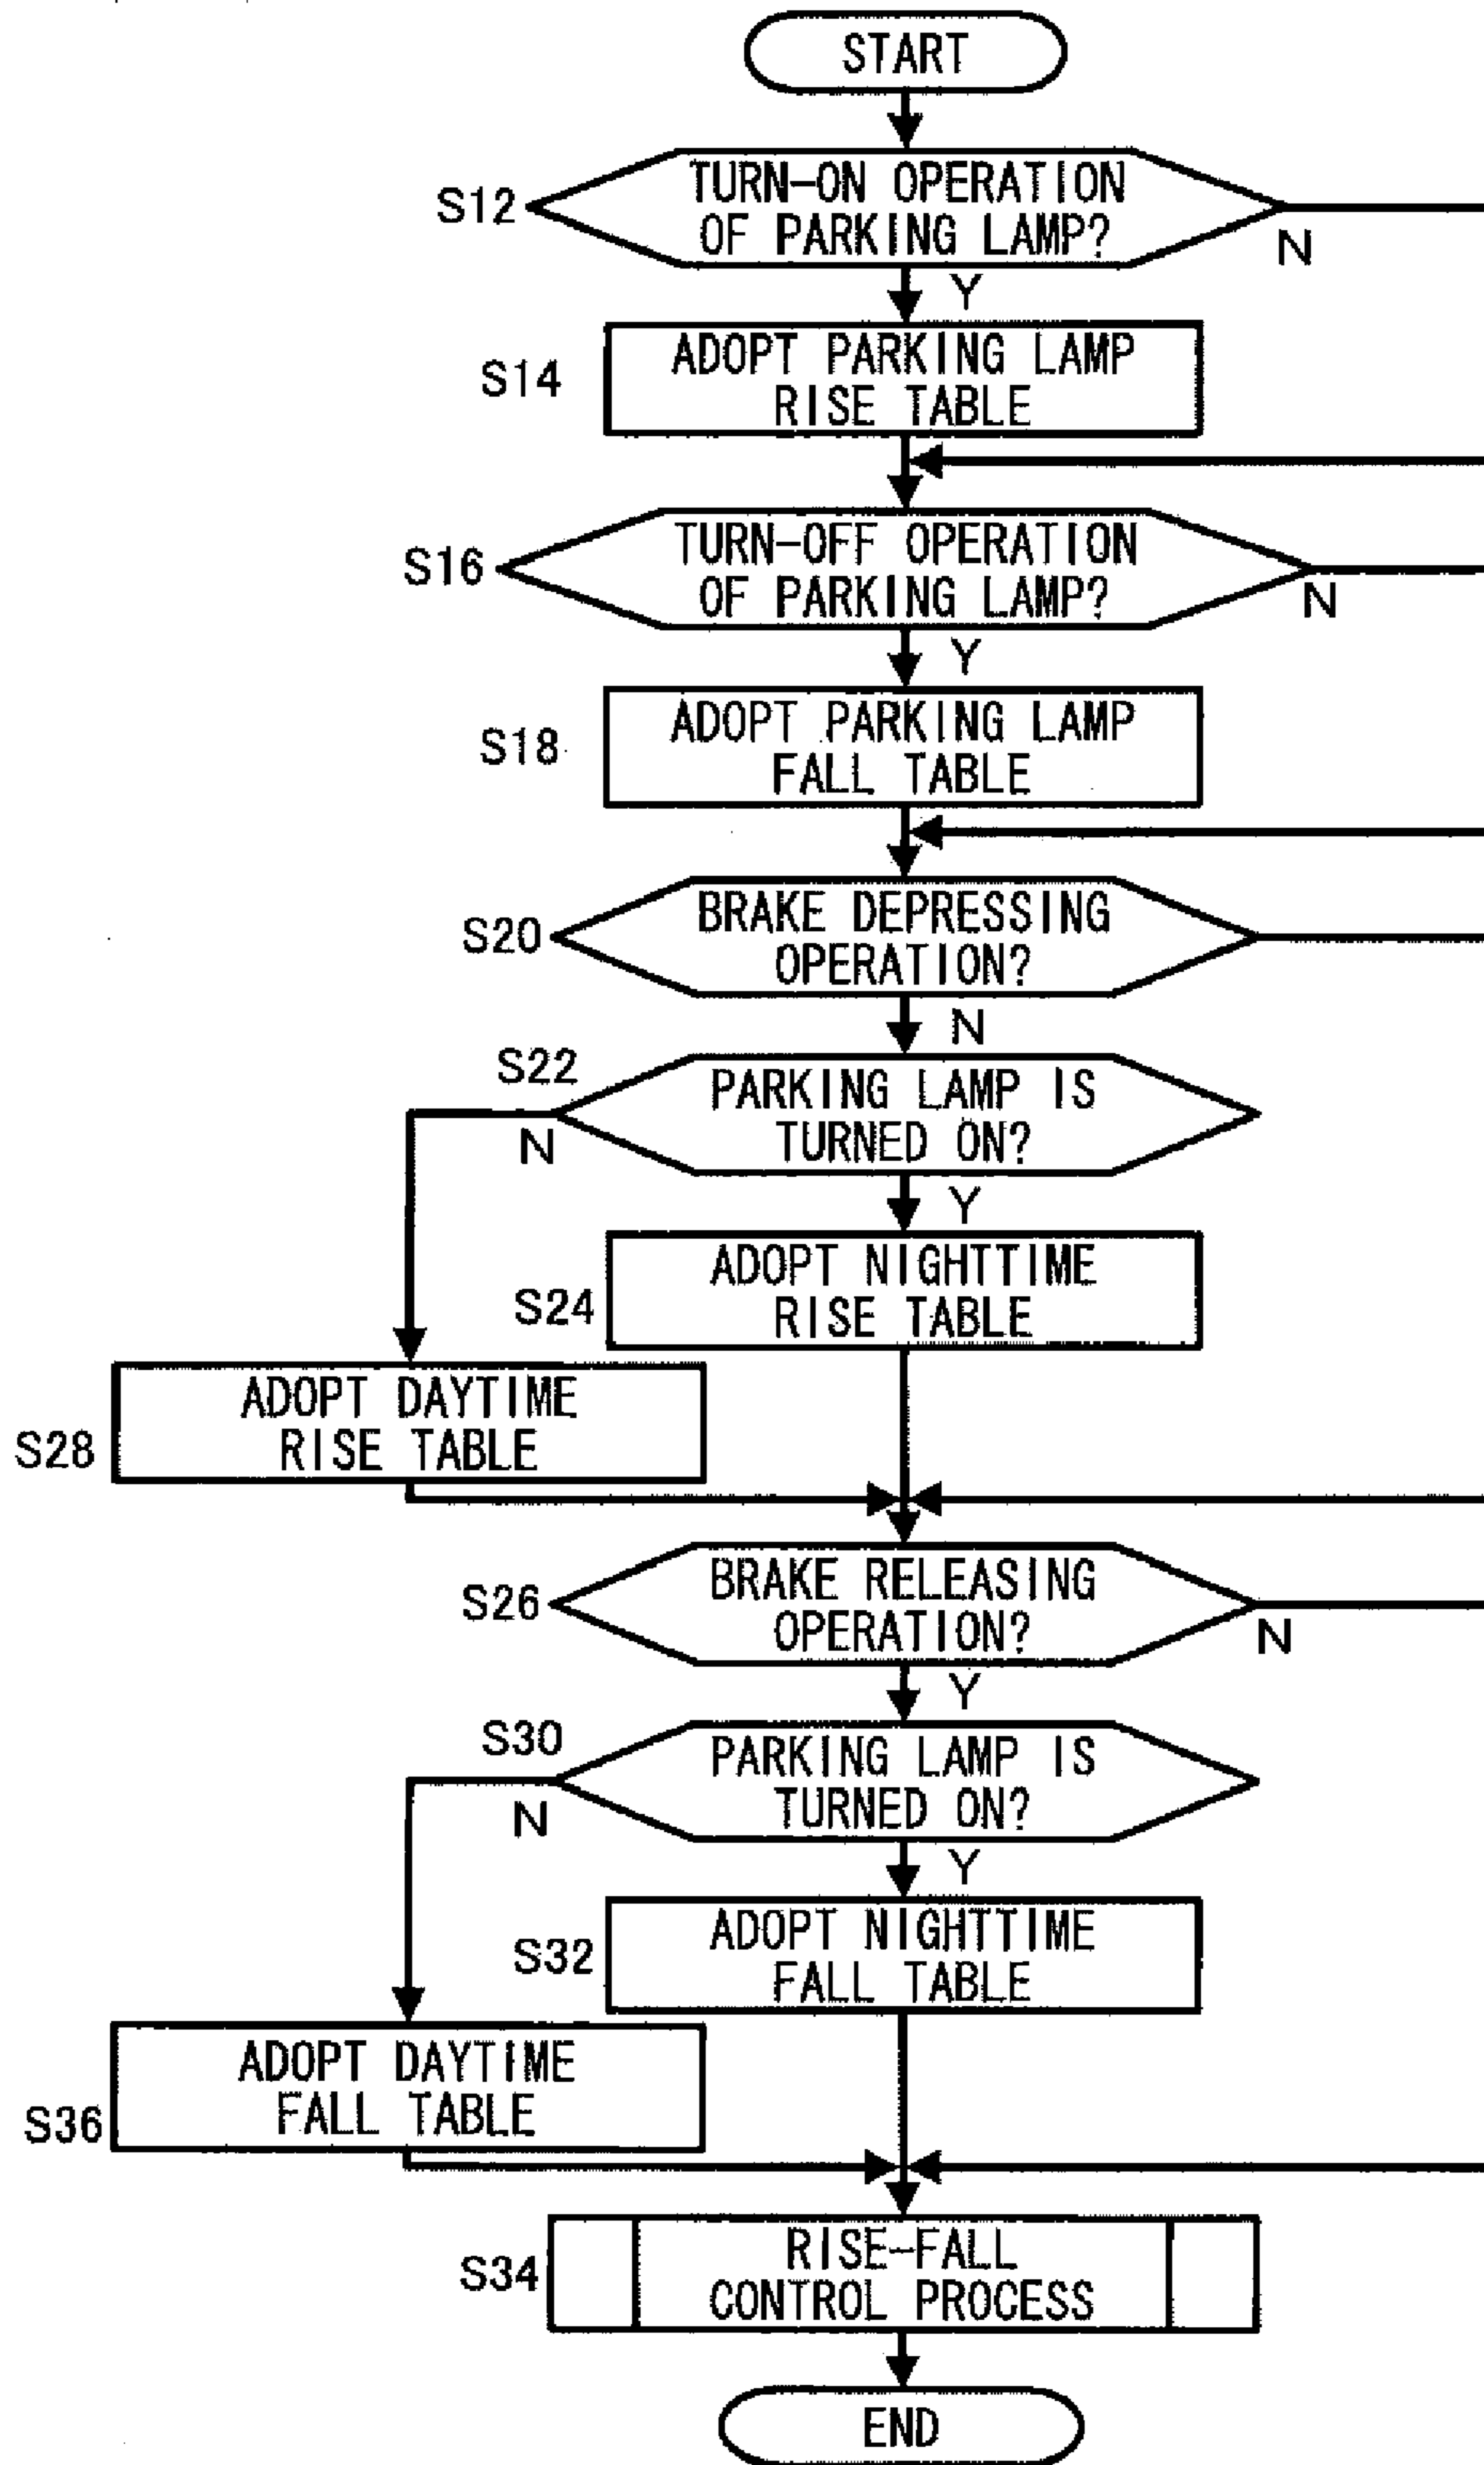 START
S12
TURN-ON OPERATION
OF PARKING LAMP?
N
Y
S14
ADOPT PARKING LAMP
RISE TABLE
S16
TURN-OFF OPERATION
OF PARKING LAMP?
N
Y
S18
ADOPT PARKING LAMP
FALL TABLE
S20
BRAKE DEPRESSING
OPERATION?
N
S22
PARKING LAMP IS
TURNED ON?
N
Y
S24
ADOPT NIGHTTIME
RISE TABLE
S28
ADOPT DAYTIME
RISE TABLE
S26
BRAKE RELEASING
OPERATION?
N
Y
S30
PARKING LAMP IS
TURNED ON?
N
Y
S32
ADOPT NIGHTTIME
FALL TABLE
S36
ADOPT DAYTIME
FALL TABLE
S34
RISE-FALL
CONTROL PROCESS
END